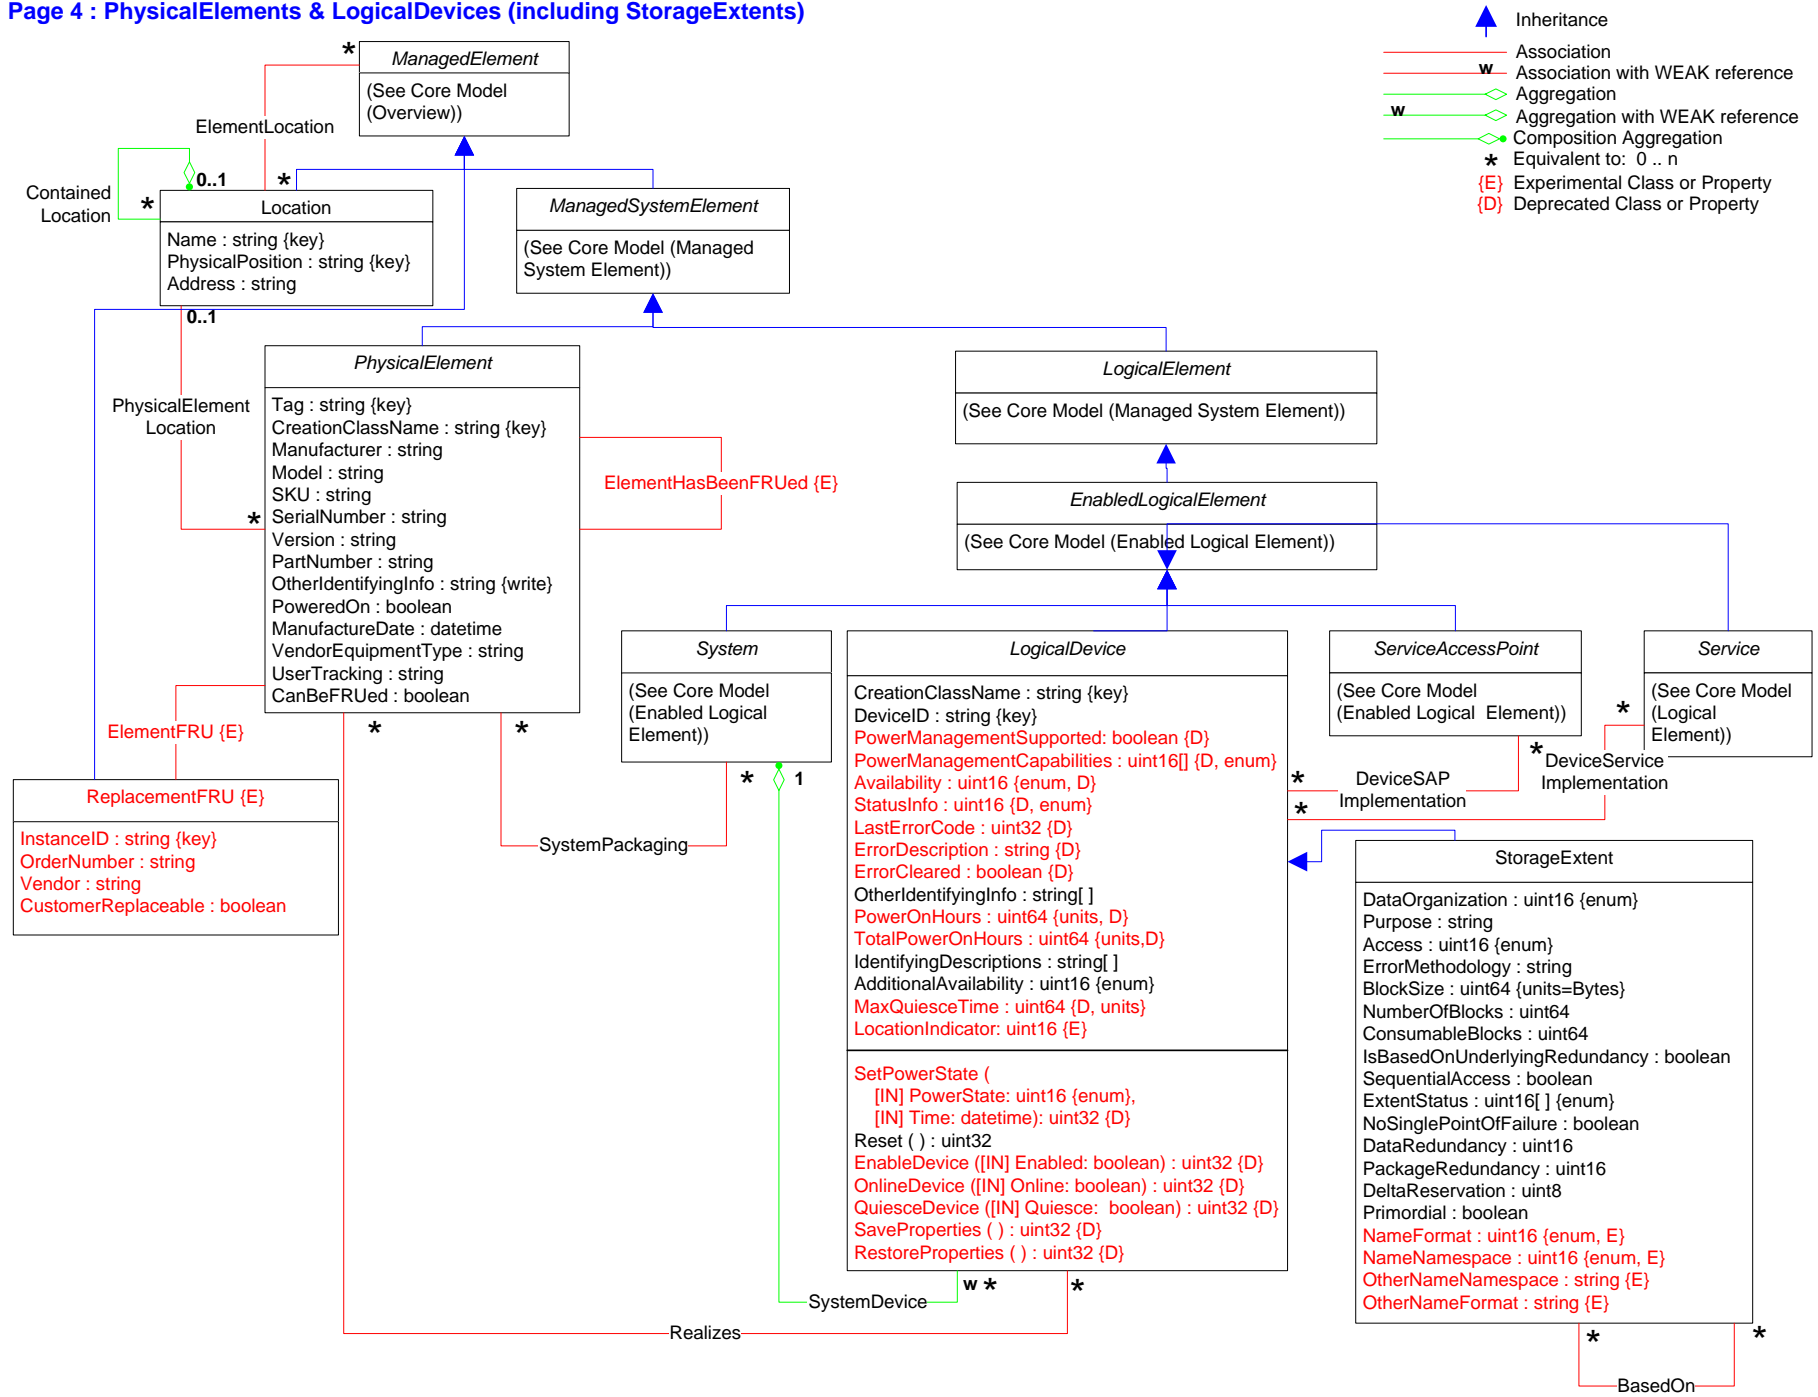 Page 4 : PhysicalElements & LogicalDevices (including StorageExtents)
Inheritance
Association
w
Association with WEAK reference
Aggregation
w
Aggregation with WEAK reference
Composition Aggregation
* Equivalent to: 0 .. n
{E} Experimental Class or Property
{D} Deprecated Class or Property
*
ManagedElement
(See Core Model
(Overview))
ElementLocation
Contained
Location
0..1
*
*
Location
Name : string {key}
PhysicalPosition : string {key}
Address : string
0..1
ManagedSystemElement
(See Core Model (Managed
System Element))
PhysicalElement
Location
*
PhysicalElement
Tag : string {key}
CreationClassName : string {key}
Manufacturer : string
Model : string
SKU : string
SerialNumber : string
Version : string
PartNumber : string
OtherIdentifyingInfo : string {write}
PoweredOn : boolean
ManufactureDate : datetime
VendorEquipmentType : string
UserTracking : string
CanBeFRUed : boolean
ElementHasBeenFRUed {E}
LogicalElement
(See Core Model (Managed System Element))
EnabledLogicalElement
(See Core Model (Enabled Logical Element))
ElementFRU {E}
*
*
ReplacementFRU {E}
InstanceID : string {key}
OrderNumber : string
Vendor : string
CustomerReplaceable : boolean
System
(See Core Model
(Enabled Logical
Element))
*
1
SystemPackaging
LogicalDevice
CreationClassName : string {key}
DeviceID : string {key}
PowerManagementSupported: boolean {D}
PowerManagementCapabilities : uint16[] {D, enum}
Availability : uint16 {enum, D}
StatusInfo : uint16 {D, enum}
LastErrorCode : uint32 {D}
ErrorDescription : string {D}
ErrorCleared : boolean {D}
OtherIdentifyingInfo : string[ ]
PowerOnHours : uint64 {units, D}
TotalPowerOnHours : uint64 {units,D}
IdentifyingDescriptions : string[ ]
AdditionalAvailability : uint16 {enum}
MaxQuiesceTime : uint64 {D, units}
LocationIndicator: uint16 {E}
SetPowerState (
[IN] PowerState: uint16 {enum},
[IN] Time: datetime): uint32 {D}
Reset ( ) : uint32
EnableDevice ([IN] Enabled: boolean) : uint32 {D}
OnlineDevice ([IN] Online: boolean) : uint32 {D}
QuiesceDevice ([IN] Quiesce: boolean) : uint32 {D}
SaveProperties ( ) : uint32 {D}
RestoreProperties ( ) : uint32 {D}
w *
*
SystemDevice
Realizes
ServiceAccessPoint
(See Core Model
(Enabled Logical Element))
*
Service
(See Core Model
(Logical
Element))
*
*
DeviceSAP
Implementation
*
DeviceService
Implementation
StorageExtent
DataOrganization : uint16 {enum}
Purpose : string
Access : uint16 {enum}
ErrorMethodology : string
BlockSize : uint64 {units=Bytes}
NumberOfBlocks : uint64
ConsumableBlocks : uint64
IsBasedOnUnderlyingRedundancy : boolean
SequentialAccess : boolean
ExtentStatus : uint16[ ] {enum}
NoSinglePointOfFailure : boolean
DataRedundancy : uint16
PackageRedundancy : uint16
DeltaReservation : uint8
Primordial : boolean
NameFormat : uint16 {enum, E}
NameNamespace : uint16 {enum, E}
OtherNameNamespace : string {E}
OtherNameFormat : string {E}
*
*
BasedOn